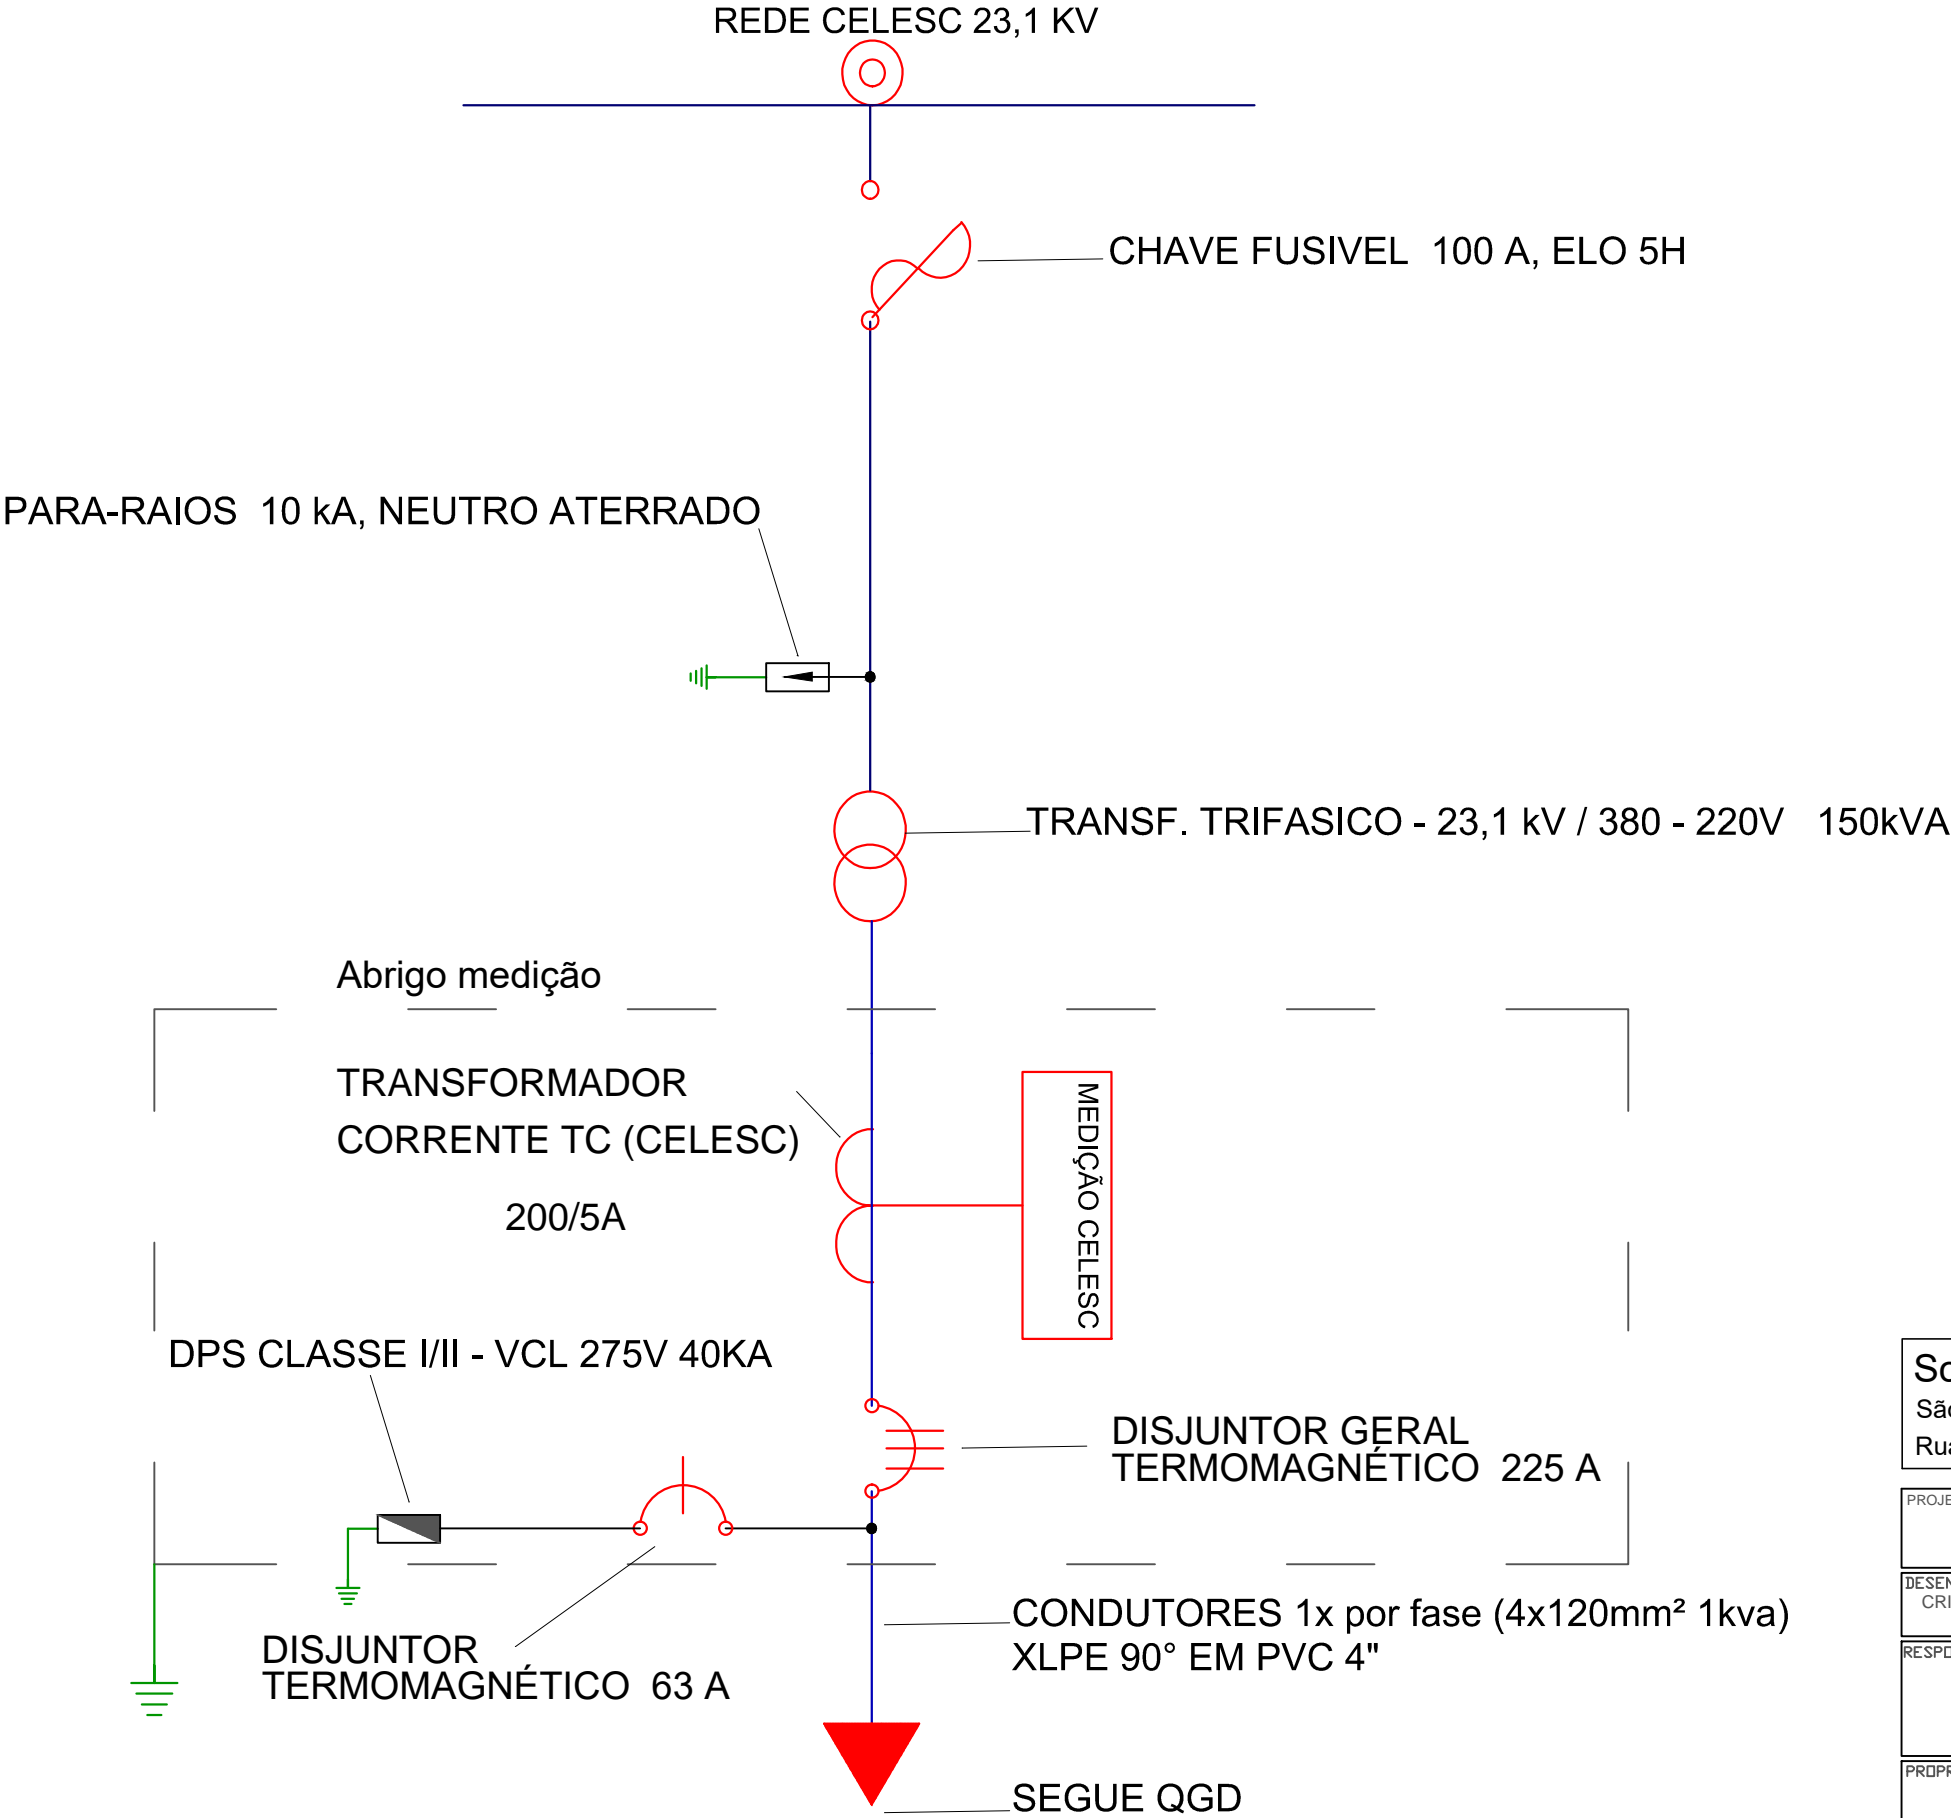 REDE CELESC 23,1 KV
CHAVE FUSIVEL 100 A, ELO 5H
PARA-RAIOS 10 kA, NEUTRO ATERRADO
TRANSF. TRIFASICO - 23,1 kV / 380 - 220V 150kVA
Abrigo medição
TRANSFORMADOR
CORRENTE TC (CELESC)
200/5A
MEDIÇÃO CELESC
DPS CLASSE I/II - VCL 275V 40KA
DISJUNTOR GERAL
TERMOMAGNÉTICO 225 A
DISJUNTOR
TERMOMAGNÉTICO 63 A
CONDUTORES 1x por fase (4x120mm² 1kva)
XLPE 90° EM PVC 4"
SEGUE QGD